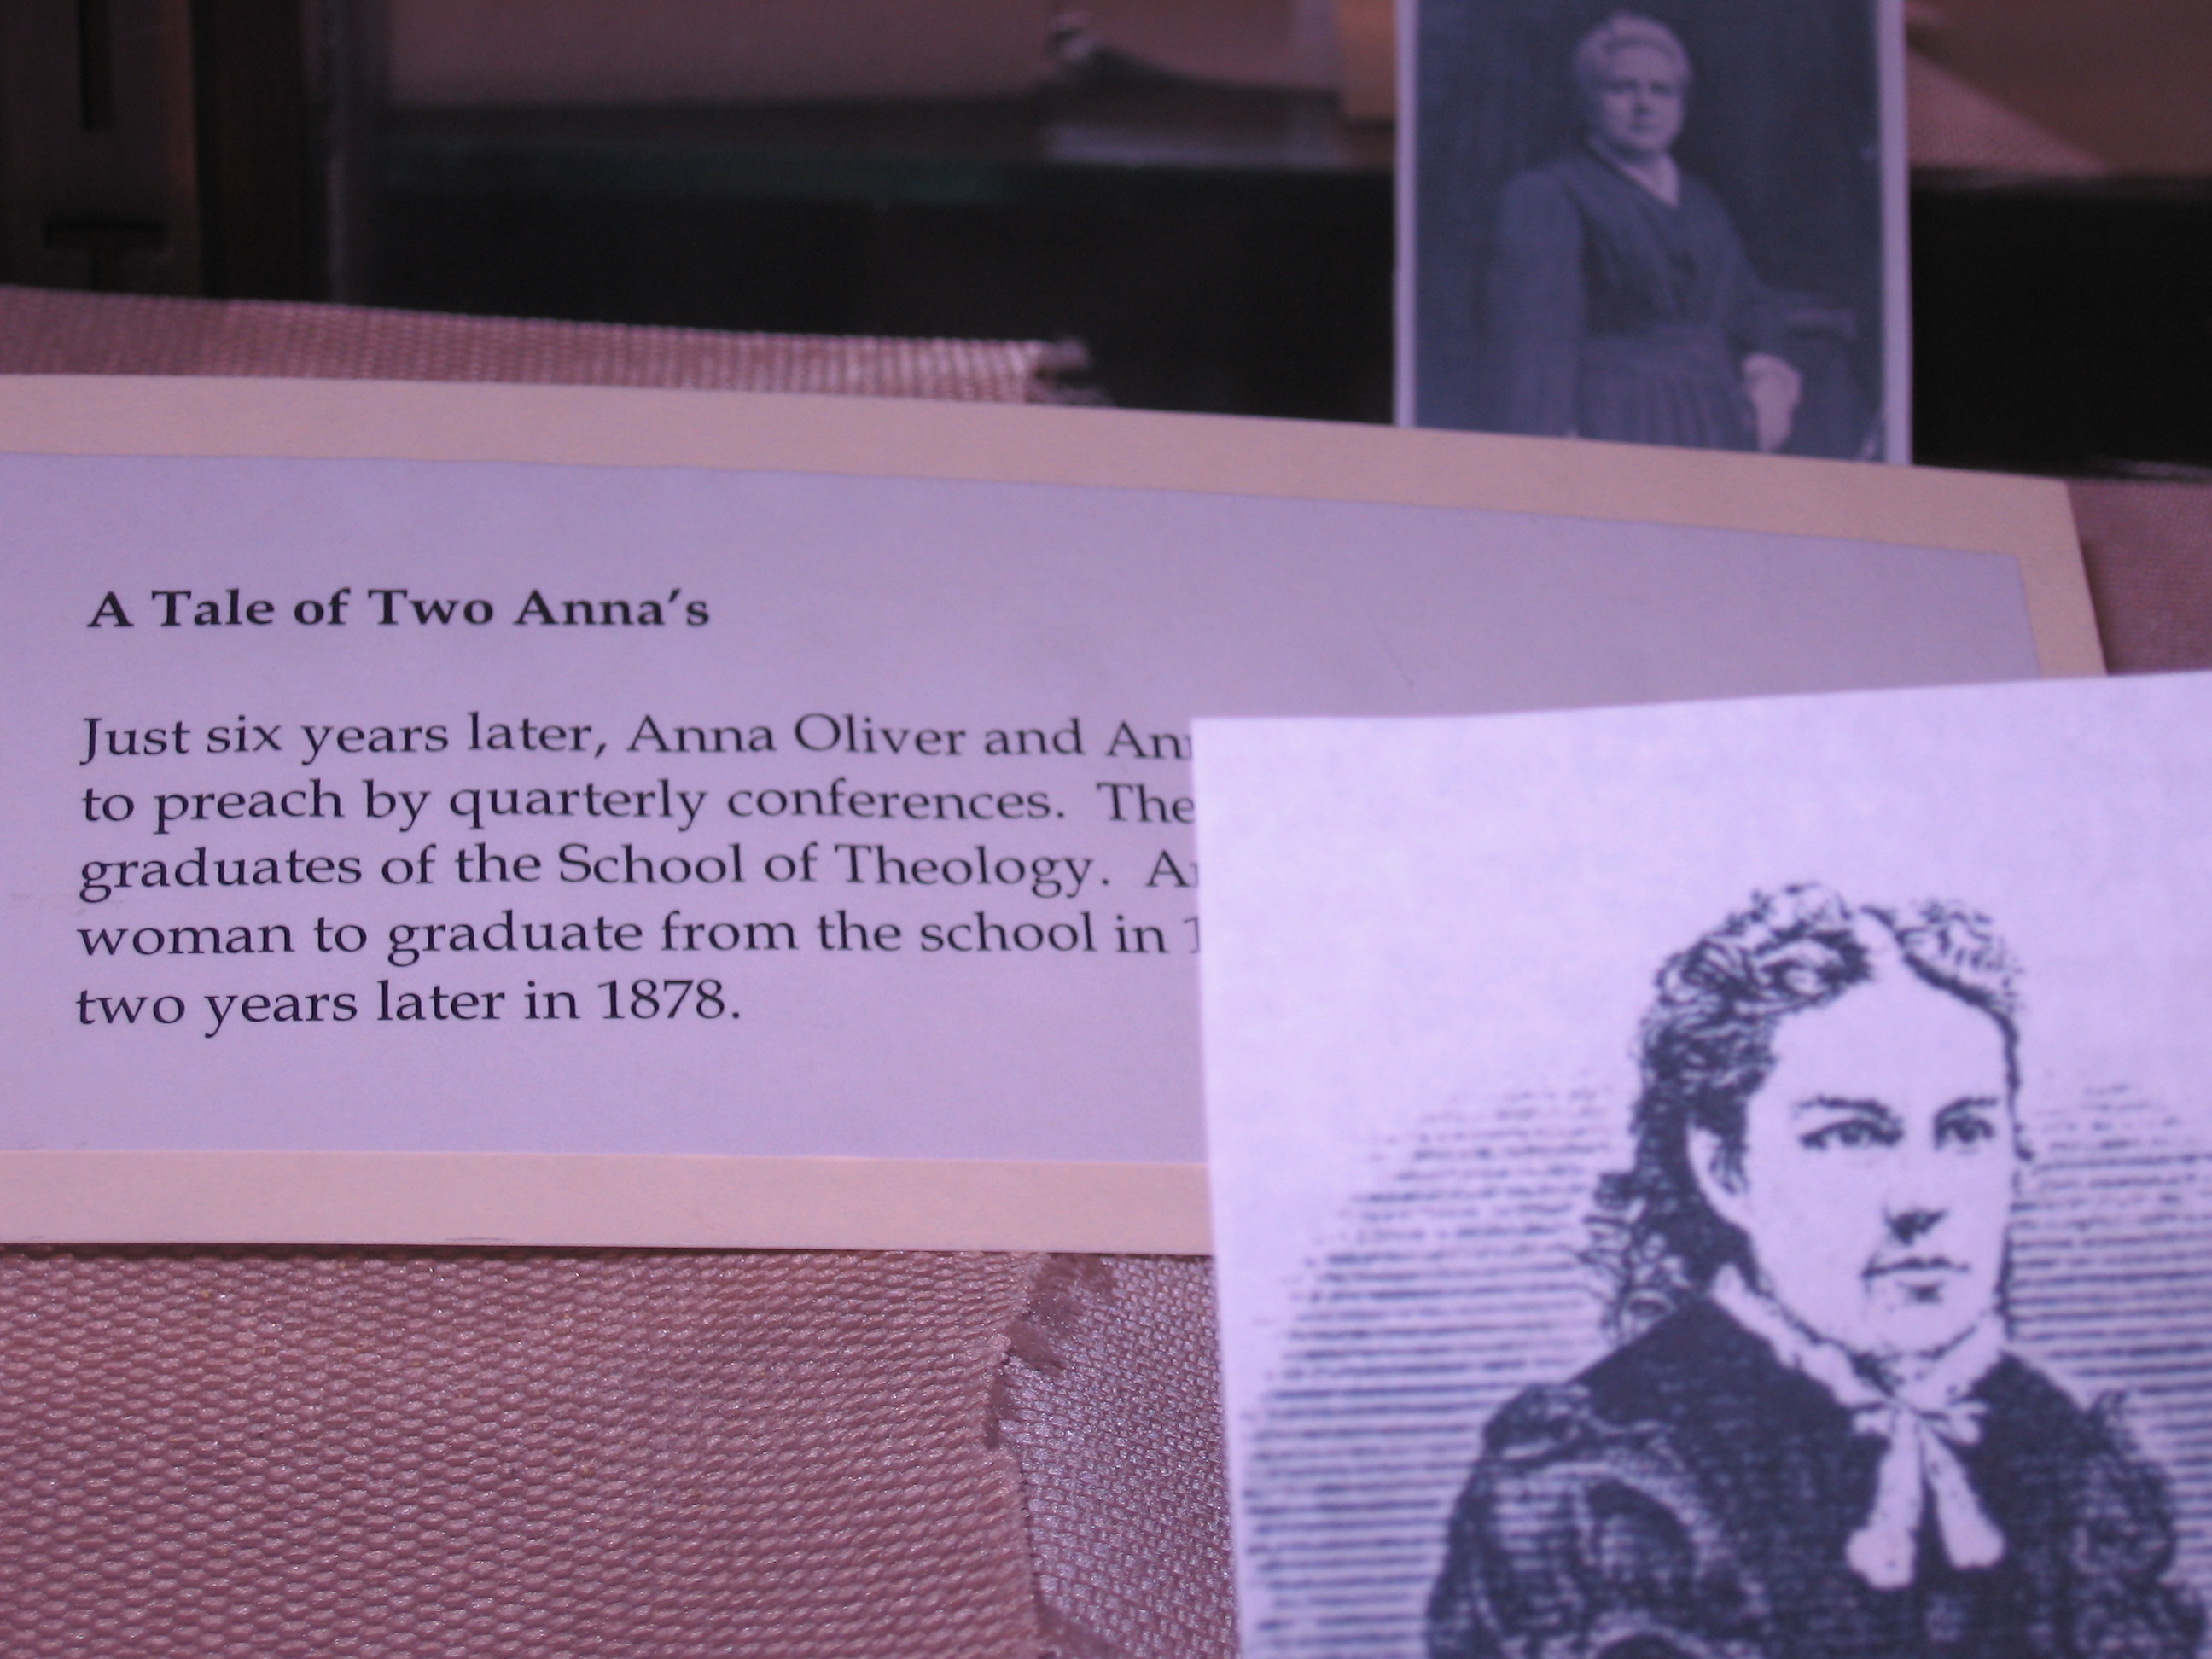 A Tale of Two Anna's
Just six years later, Anna Oliver and
to preach by quarterly conferences. The
graduates of the School of Theology.
woman to graduate from the school in
two years later in 1878.